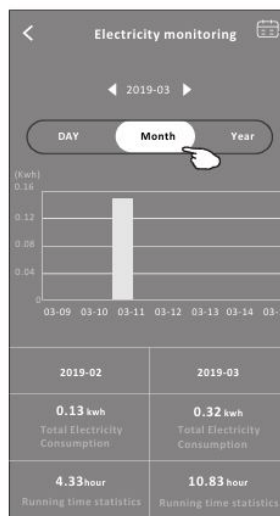 Electricity monitoring
2019-03
DAY Month Year
(Kwh)
0.16
0.12
0.08
0.04
0
03-09 03-10 03-11 03-12 03-13 03-14 03-
2019-02 2019-03
0.13 kwh 0.32 kwh
Total Electricity Total Electricity
Consumption Consumption
4.33hour 10.83 hour
Running time statistics Running time statistics